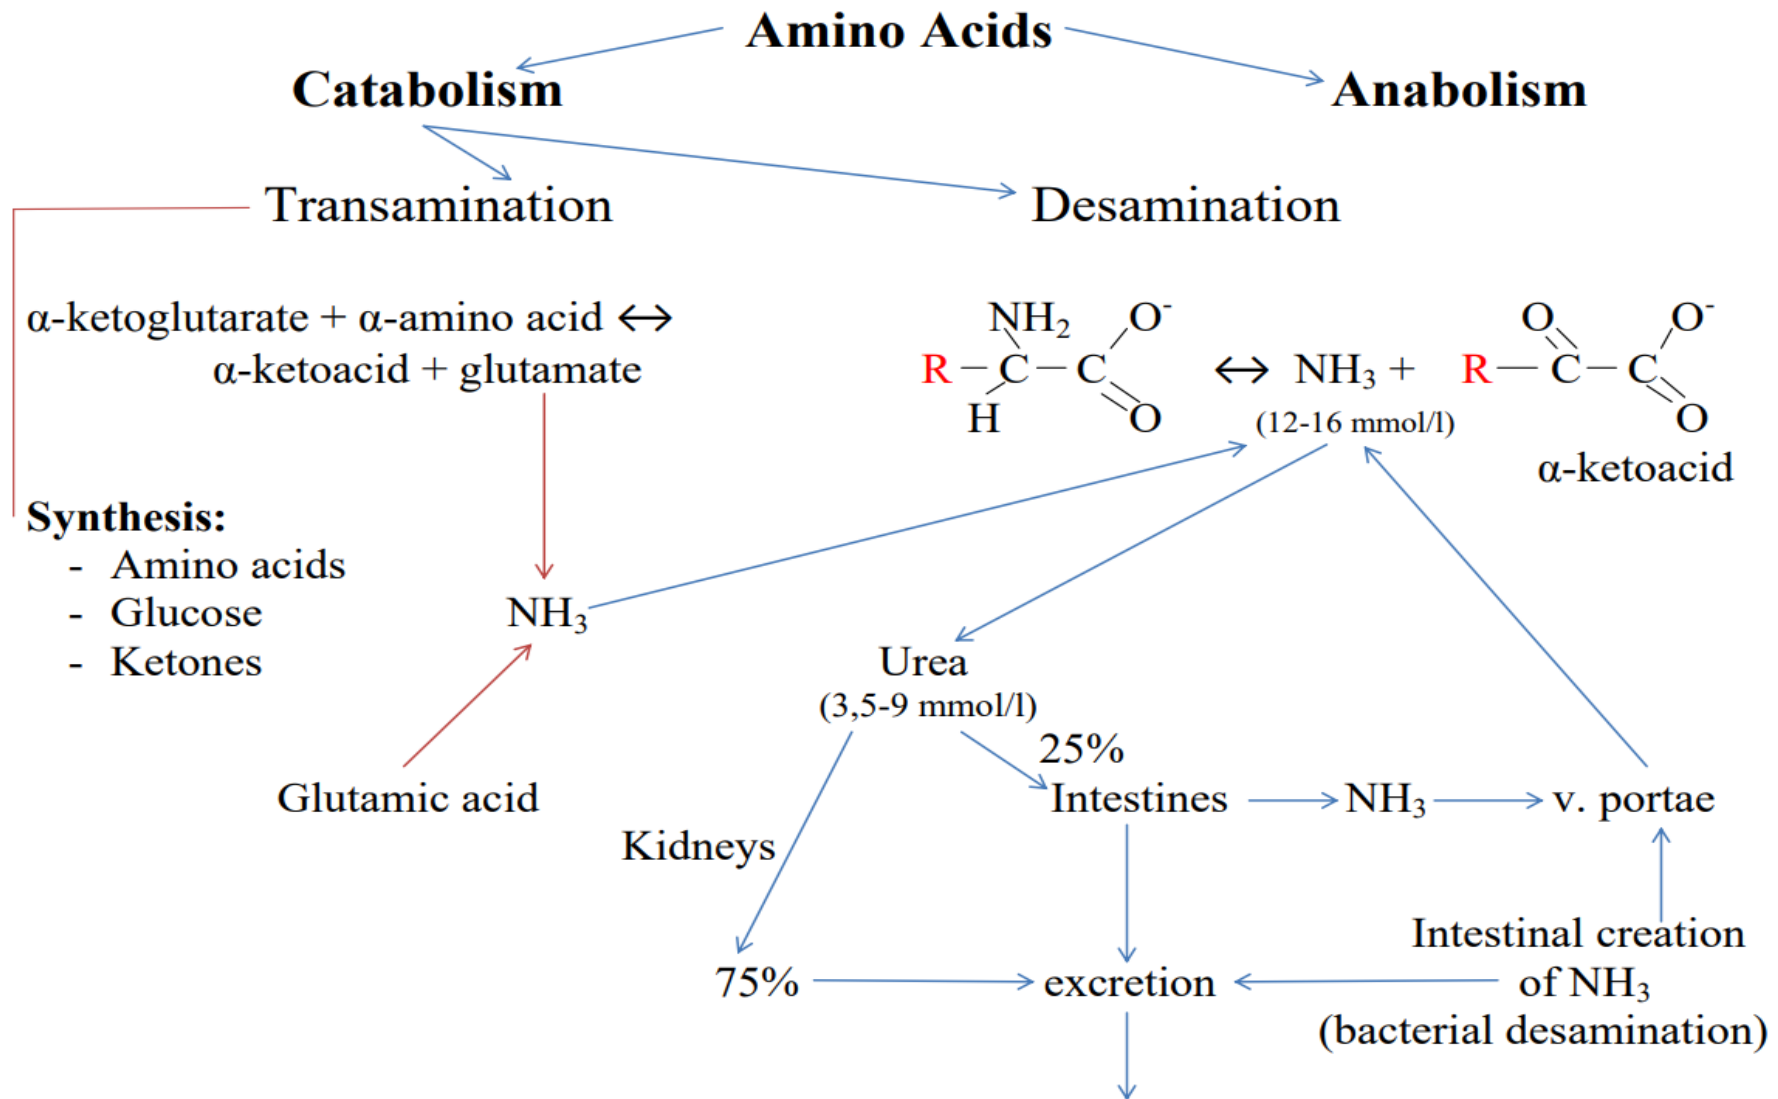 Amino Acids
Catabolism
Anabolism
Transamination
Desamination
α-ketoglutarate + α-amino acid ↔
α-ketoacid + glutamate
NH₂ O⁻
R — C — C
H O
↔ NH₃ +
(12-16 mmol/l)
O O⁻
R — C — C
O
α-ketoacid
Synthesis:
- Amino acids
- Glucose
- Ketones
NH₃
Glutamic acid
Urea
(3,5-9 mmol/l)
25%
Intestines
NH₃
v. portae
Kidneys
75%
excretion
Intestinal creation
of NH₃
(bacterial desamination)